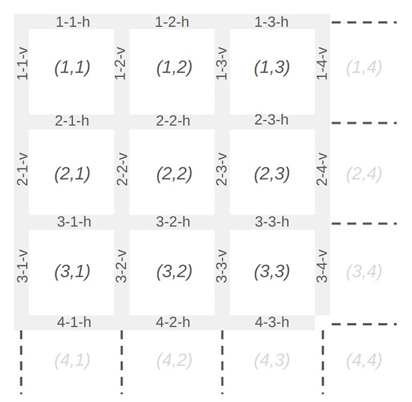 1-1-h 1-2-h 1-3-h
1-1-v (1,1) 1-2-v (1,2) 1-3-v (1,3) 1-4-v (1,4)
2-1-h 2-2-h 2-3-h
2-1-v (2,1) 2-2-v (2,2) 2-3-v (2,3) 2-4-v (2,4)
3-1-h 3-2-h 3-3-h
3-1-v (3,1) 3-2-v (3,2) 3-3-v (3,3) 3-4-v (3,4)
4-1-h 4-2-h 4-3-h
(4,1) (4,2) (4,3) (4,4)